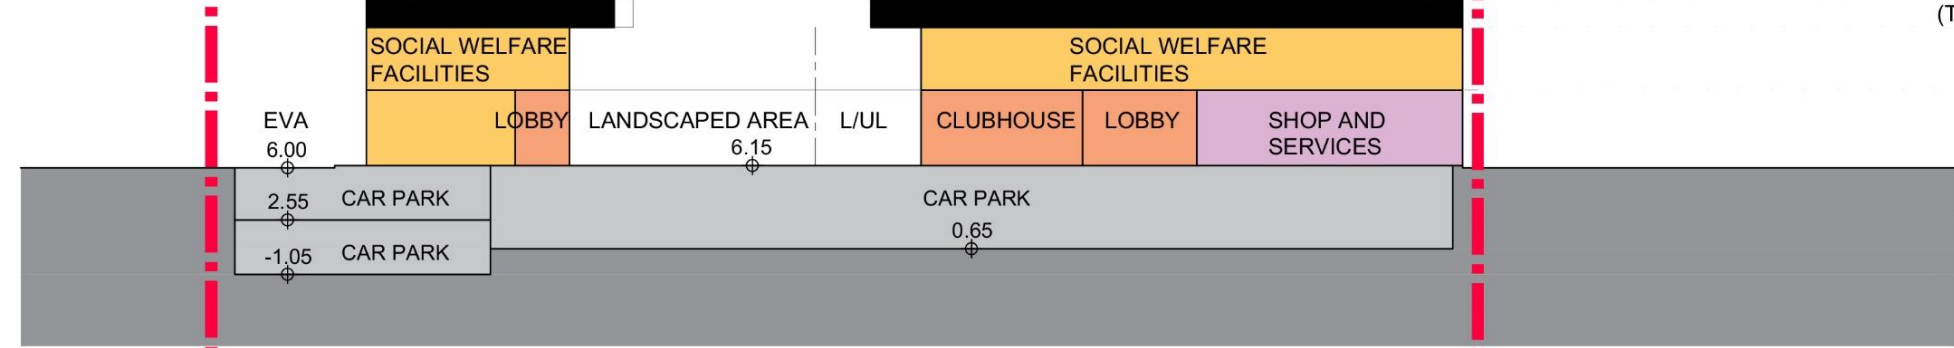 (T
SOCIAL WELFARE
FACILITIES
SOCIAL WELFARE
FACILITIES
EVA
6.00
LOBBY
LANDSCAPED AREA
6.15
L/UL
CLUBHOUSE
LOBBY
SHOP AND
SERVICES
2.55
CAR PARK
CAR PARK
0.65
-1.05
CAR PARK